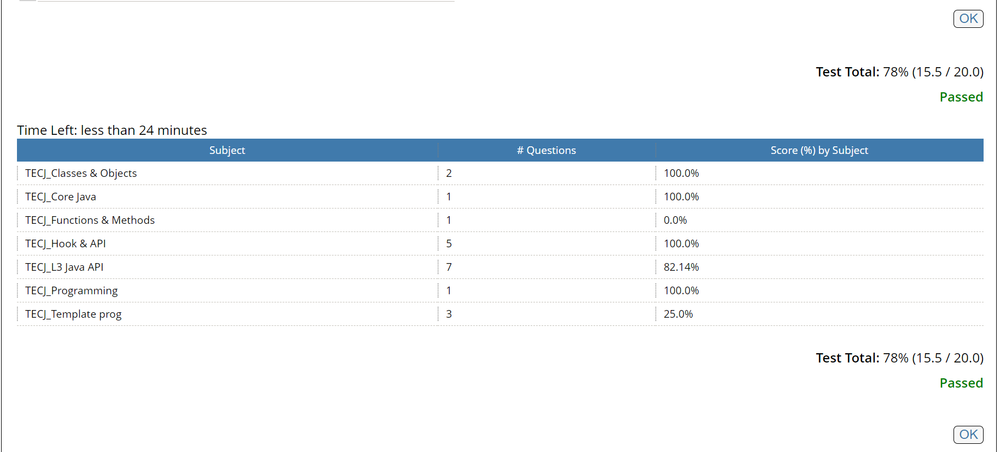 OK
Test Total: 78% (15.5 / 20.0)
Passed
Time Left: less than 24 minutes
Subject # Questions Score (%) by Subject
TECJ_Classes & Objects 2 100.0%
TECJ_Core Java 1 100.0%
TECJ_Functions & Methods 1 0.0%
TECJ_Hook & API 5 100.0%
TECJ_L3 Java API 7 82.14%
TECJ_Programming 1 100.0%
TECJ_Template prog 3 25.0%
Test Total: 78% (15.5 / 20.0)
Passed
OK